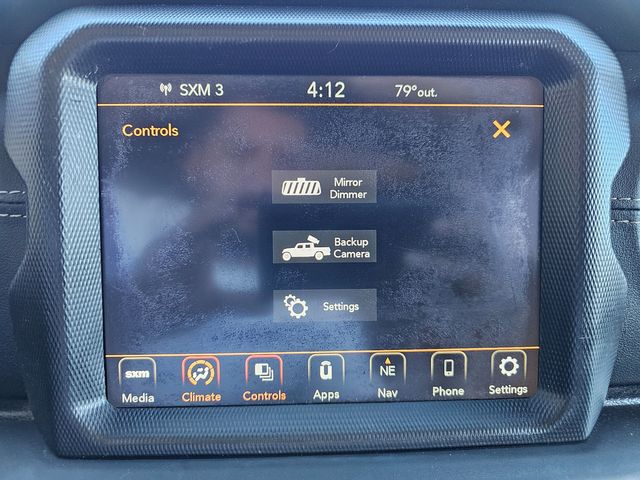 SXM 3 4:12 79° out.
Controls
Mirror
Dimmer
Backup
Camera
Settings
sxm NE
Media Climate Controls Apps Nav Phone Settings